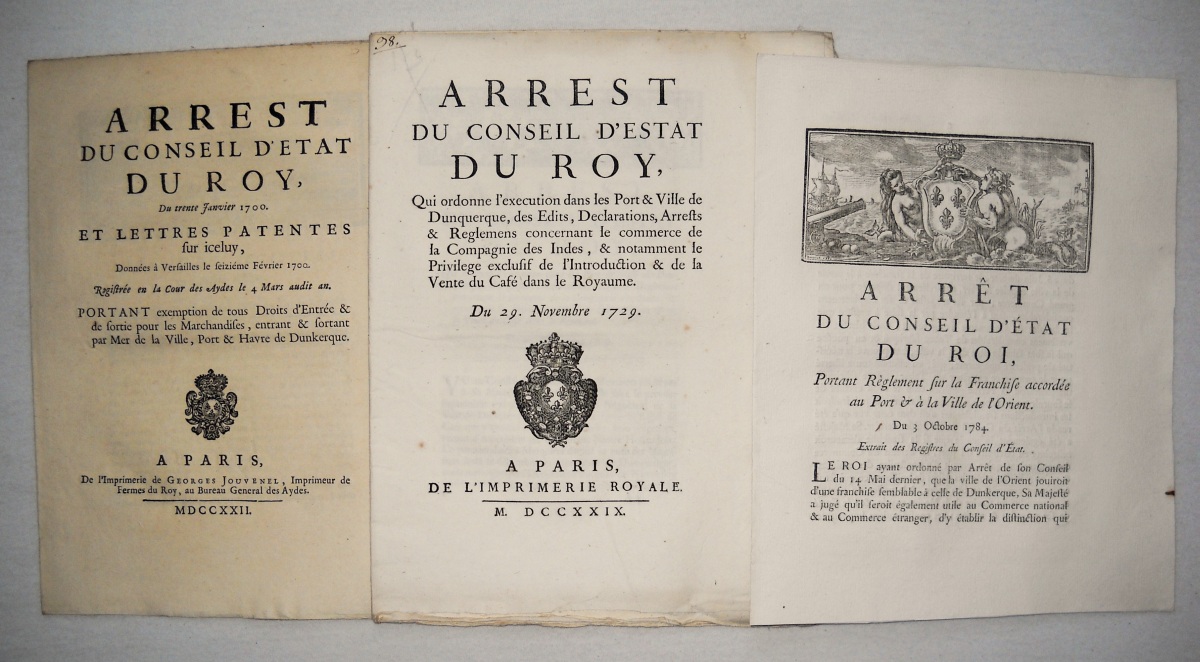 ARREST
DU CONSEIL D'ETAT
DU ROY,
Du trente Janvier 1700.
ET LETTRES PATENTES
sur iceluy,
Données à Versailles le seiziéme Février 1700.
Registrée en la Cour des Aydes le 4 Mars audit an.
PORTANT exemption de tous Droits d'Entrée &
de sortie pour les Marchandises, entrant & sortant
par Mer de la Ville, Port & Havre de Dunkerque.
A PARIS,
De l'Imprimerie de GEORGES JOUVENEL, Imprimeur de
Fermes du Roy, au Bureau General des Aydes.
MDCCXXII.
98.
ARREST
DU CONSEIL D'ESTAT
DU ROY,
Qui ordonne l'execution dans les Port & Ville de
Dunquerque, des Edits, Declarations, Arrests
& Reglemens concernant le commerce de
la Compagnie des Indes, & notamment le
Privilege exclusif de l'Introduction & de la
Vente du Café dans le Royaume.
Du 29. Novembre 1729.
A PARIS,
DE L'IMPRIMERIE ROYALE.
M. DCCXXIX.
ARRÊT
DU CONSEIL D'ÉTAT
DU ROI,
Portant Règlement sur la Franchise accordée
au Port & à la Ville de l'Orient.
Du 3 Octobre 1784.
Extrait des Registres du Conseil d'État.
LE ROI ayant ordonné par Arrêt de son Conseil
du 14 Mai dernier, que la ville de l'Orient jouiroit
d'une franchise semblable à celle de Dunkerque, Sa Majesté
a jugé qu'il seroit également utile au Commerce national
& au Commerce étranger, d'y établir la distinction qui